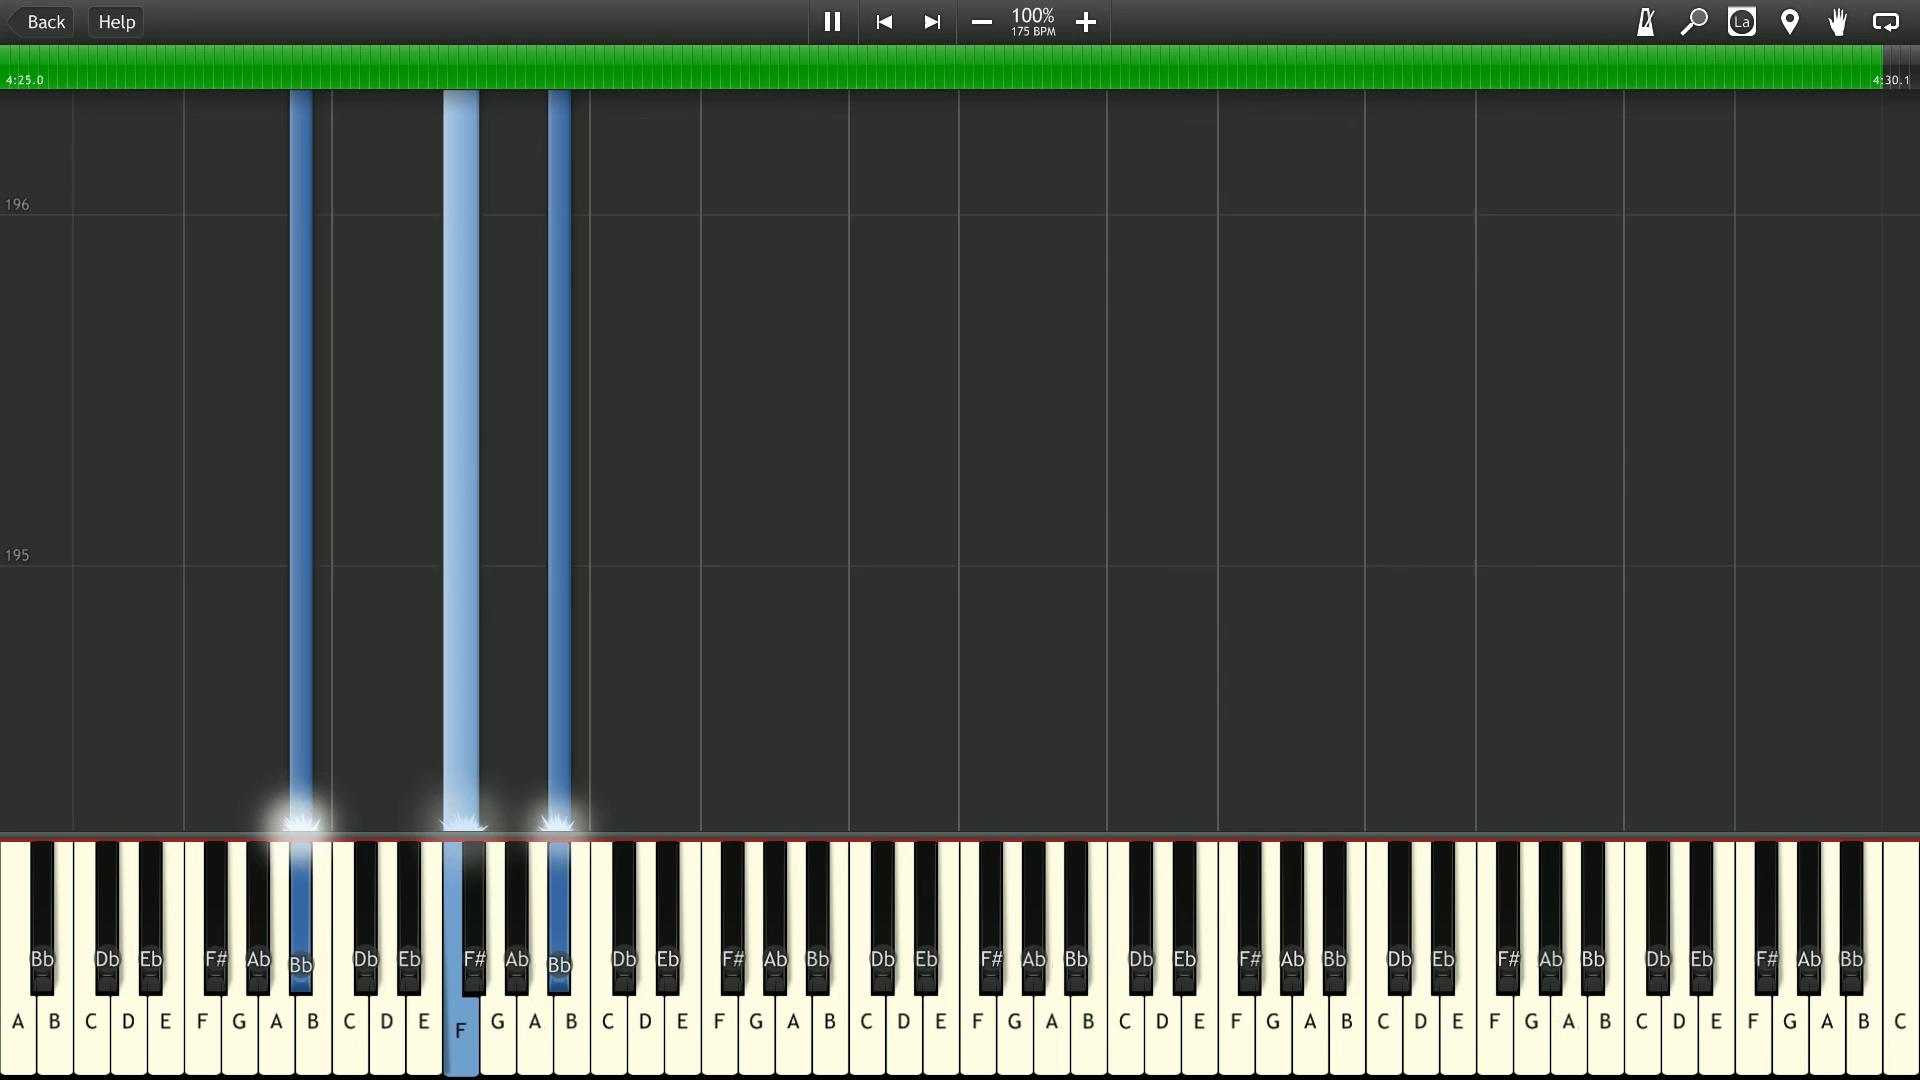 Back Help 100% La
175 BPM
4:25.0 4:30.1
196
195
Bb Db Eb F# Ab Bb Db Eb F# Ab Bb Db Eb F# Ab Bb Db Eb F# Ab Bb Db Eb F# Ab Bb Db Eb F# Ab Bb Db Eb F# Ab Bb
A B C D E F G A B C D E F G A B C D E F G A B C D E F G A B C D E F G A B C D E F G A B C D E F G A B C